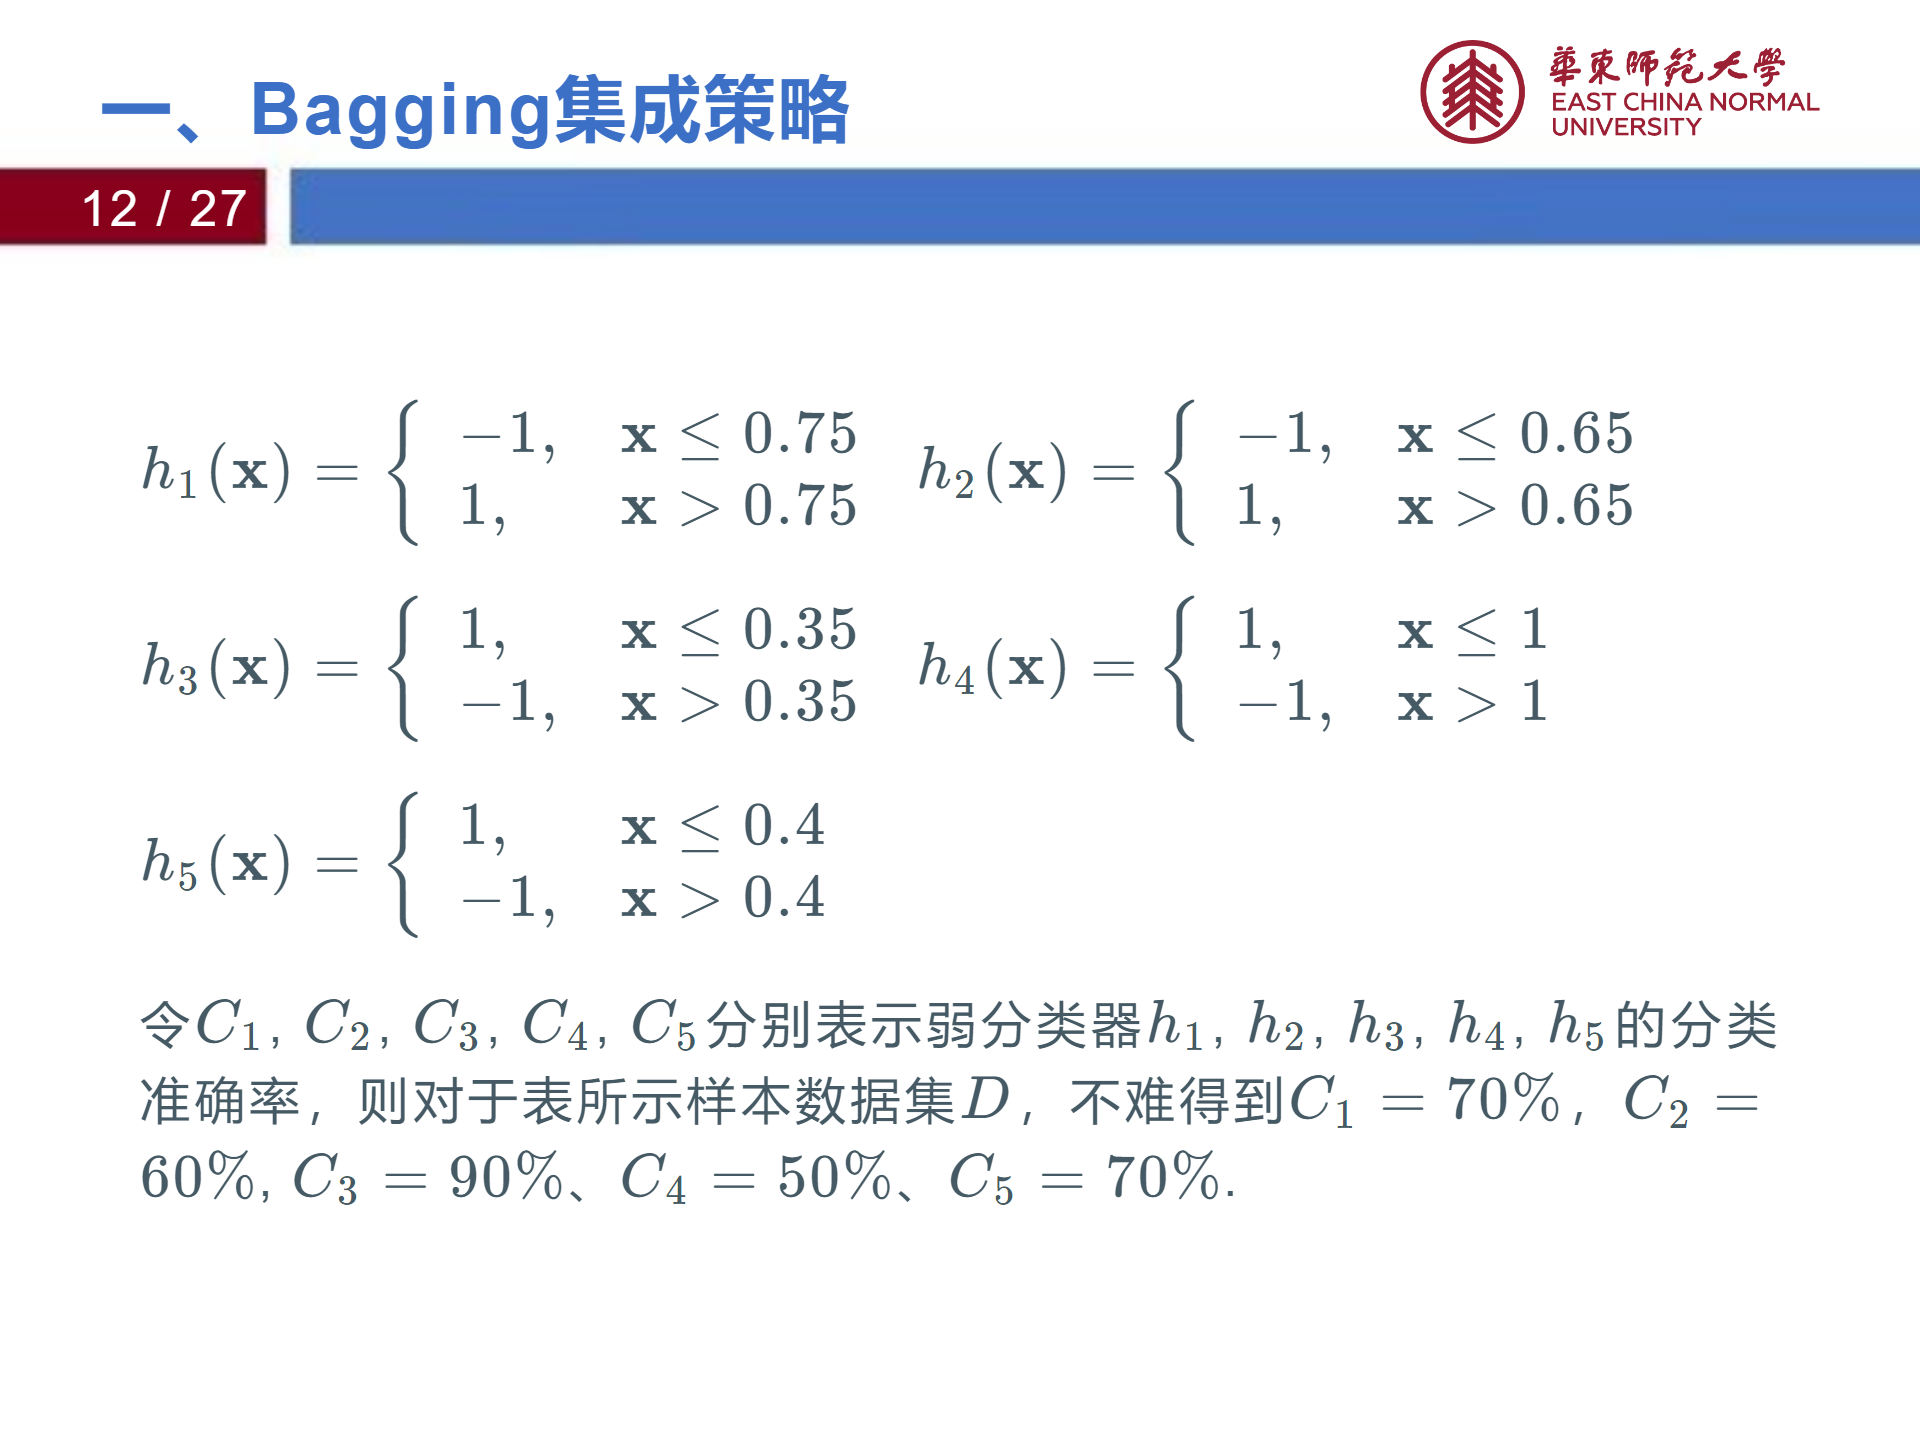 一、Bagging集成策略
華東師範大學
EAST CHINA NORMAL
UNIVERSITY
12 / 27
h₁(x) = { −1, x ≤ 0.75
1, x > 0.75
h₂(x) = { −1, x ≤ 0.65
1, x > 0.65
h₃(x) = { 1, x ≤ 0.35
−1, x > 0.35
h₄(x) = { 1, x ≤ 1
−1, x > 1
h₅(x) = { 1, x ≤ 0.4
−1, x > 0.4
令C₁, C₂, C₃, C₄, C₅分别表示弱分类器h₁, h₂, h₃, h₄, h₅的分类
准确率，则对于表所示样本数据集D，不难得到C₁ = 70%，C₂ =
60%, C₃ = 90%、C₄ = 50%、C₅ = 70%.